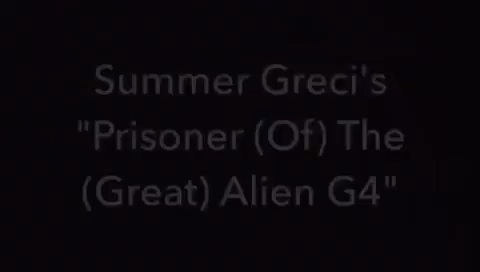 Summer Greci's
"Prisoner (Of) The
(Great) Alien G4"